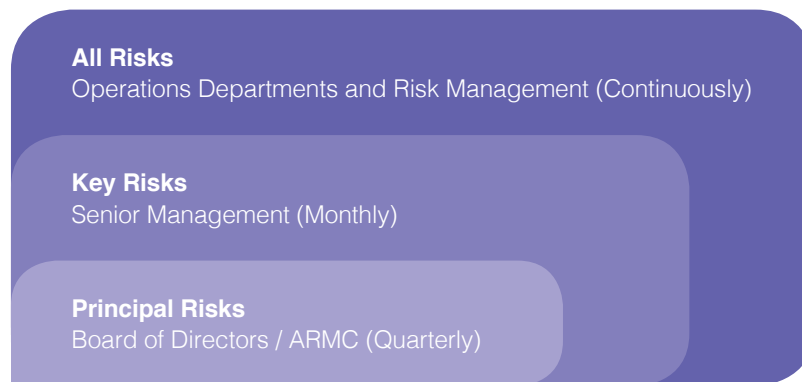 All Risks
Operations Departments and Risk Management (Continuously)
Key Risks
Senior Management (Monthly)
Principal Risks
Board of Directors / ARMC (Quarterly)